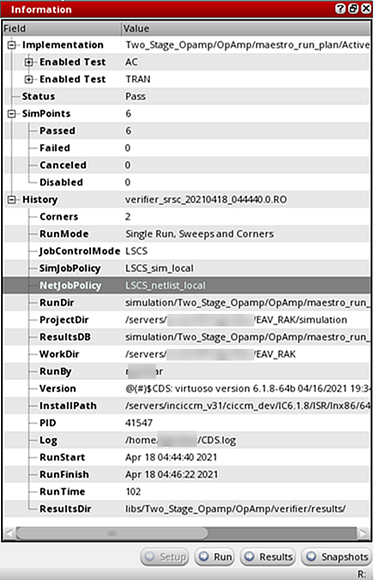 Information
Field Value
Implementation Two_Stage_Opamp/OpAmp/maestro_run_plan/Active
Enabled Test AC
Enabled Test TRAN
Status Pass
SimPoints 6
Passed 6
Failed 0
Canceled 0
Disabled 0
History verifier_srsc_20210418_044440.0.RO
Corners 2
RunMode Single Run, Sweeps and Corners
JobControlMode LSCS
SimJobPolicy LSCS_sim_local
NetJobPolicy LSCS_netlist_local
RunDir simulation/Two_Stage_Opamp/OpAmp/maestro_run_
ProjectDir /servers/ /EAV_RAK/simulation
ResultsDB simulation/Two_Stage_Opamp/OpAmp/maestro_run_
WorkDir /servers/ /EAV_RAK
RunBy
Version @(#)$CDS: virtuoso version 6.1.8-64b 04/16/2021 19:3
InstallPath /servers/inciccm_v31/ciccm_dev/IC6.1.8/ISR/lnx86/64
PID 41547
Log /home/ /CDS.log
RunStart Apr 18 04:44:40 2021
RunFinish Apr 18 04:46:22 2021
RunTime 102
ResultsDir libs/Two_Stage_Opamp/OpAmp/verifier/results/
Setup Run Results Snapshots
R: